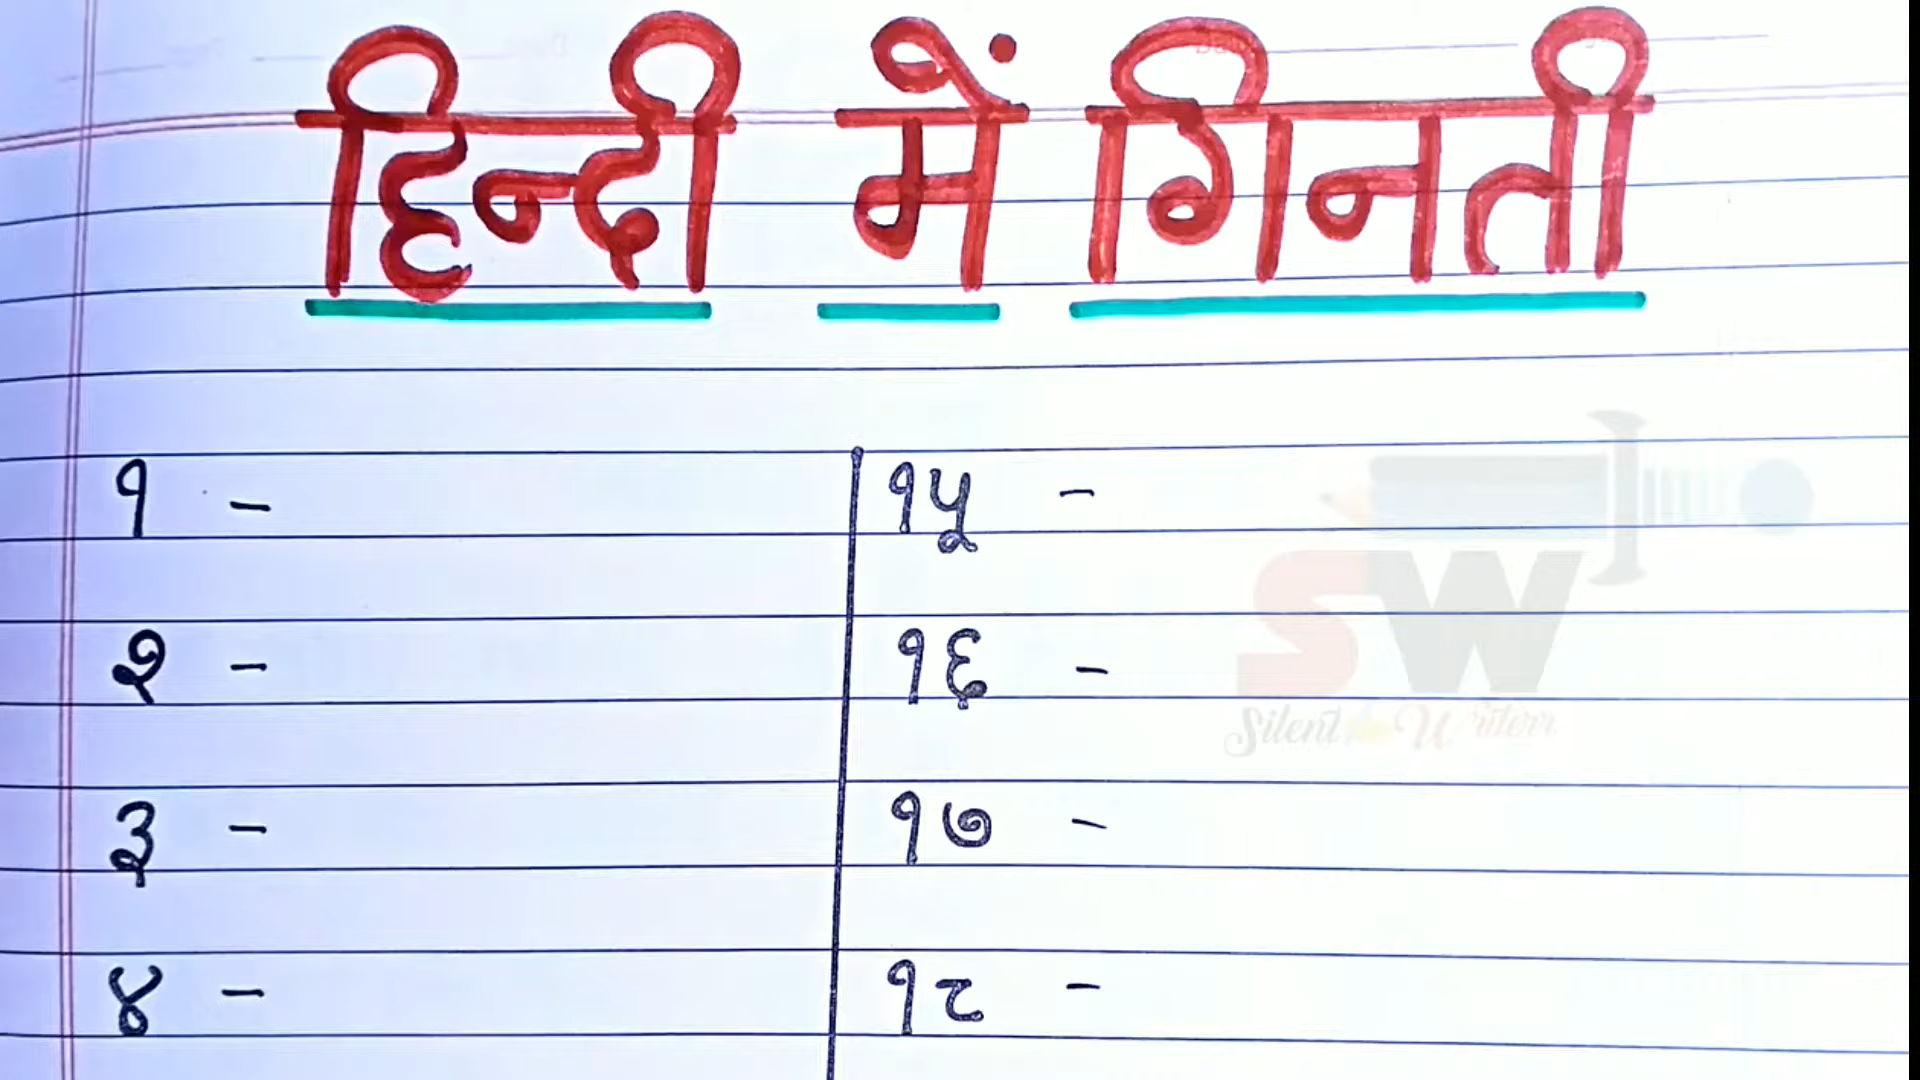 हिन्दी में गिनती
१ -
२ -
३ -
४ -
१५ -
१६ -
१७ -
१८ -
SW
Silent Writerr